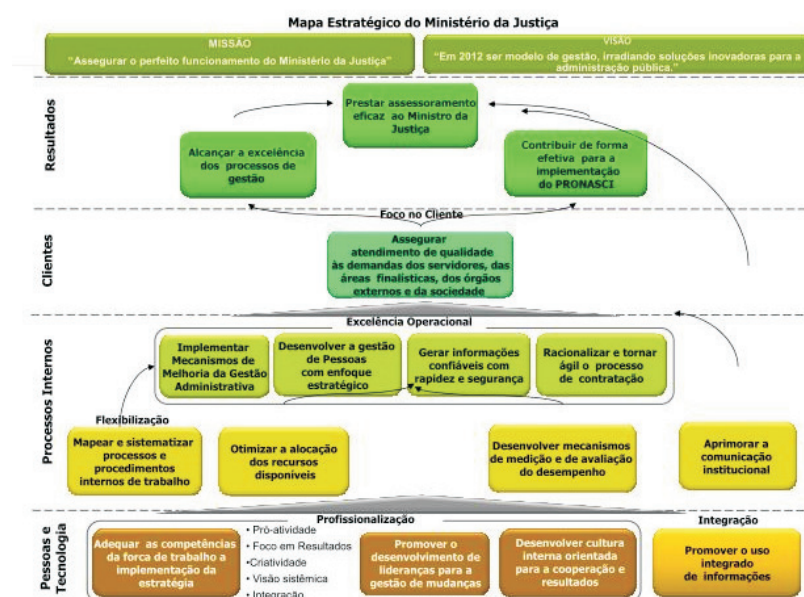 Mapa Estratégico do Ministério da Justiça
MISSÃO
“Assegurar o perfeito funcionamento do Ministério da Justiça”
VISÃO
“Em 2012 ser modelo de gestão, irradiando soluções inovadoras para a
administração pública.”
Resultados
Prestar assessoramento
eficaz ao Ministro da
Justiça
Alcançar a excelência
dos processos de
gestão
Contribuir de forma
efetiva para a
implementação
do PRONASCI
Clientes
Foco no Cliente
Assegurar
atendimento de qualidade
às demandas dos servidores, das
áreas finalísticas, dos órgãos
externos e da sociedade
Processos Internos
Excelência Operacional
Implementar
Mecanismos de
Melhoria da Gestão
Administrativa
Desenvolver a gestão
de Pessoas
com enfoque
estratégico
Gerar informações
confiáveis com
rapidez e segurança
Racionalizar e tornar
ágil o processo
de contratação
Flexibilização
Mapear e sistematizar
processos e
procedimentos
internos de trabalho
Otimizar a alocação
dos recursos
disponíveis
Desenvolver mecanismos
de medição e de avaliação
do desempenho
Aprimorar a
comunicação
institucional
Pessoas e
Tecnologia
Profissionalização
Adequar as competências
da forca de trabalho a
implementação da
estratégia
• Pró-atividade
• Foco em Resultados
•Criatividade
• Visão sistêmica
• Integração
Promover o
desenvolvimento de
lideranças para a
gestão de mudanças
Desenvolver cultura
interna orientada
para a cooperação e
resultados
Integração
Promover o uso
integrado
de informações